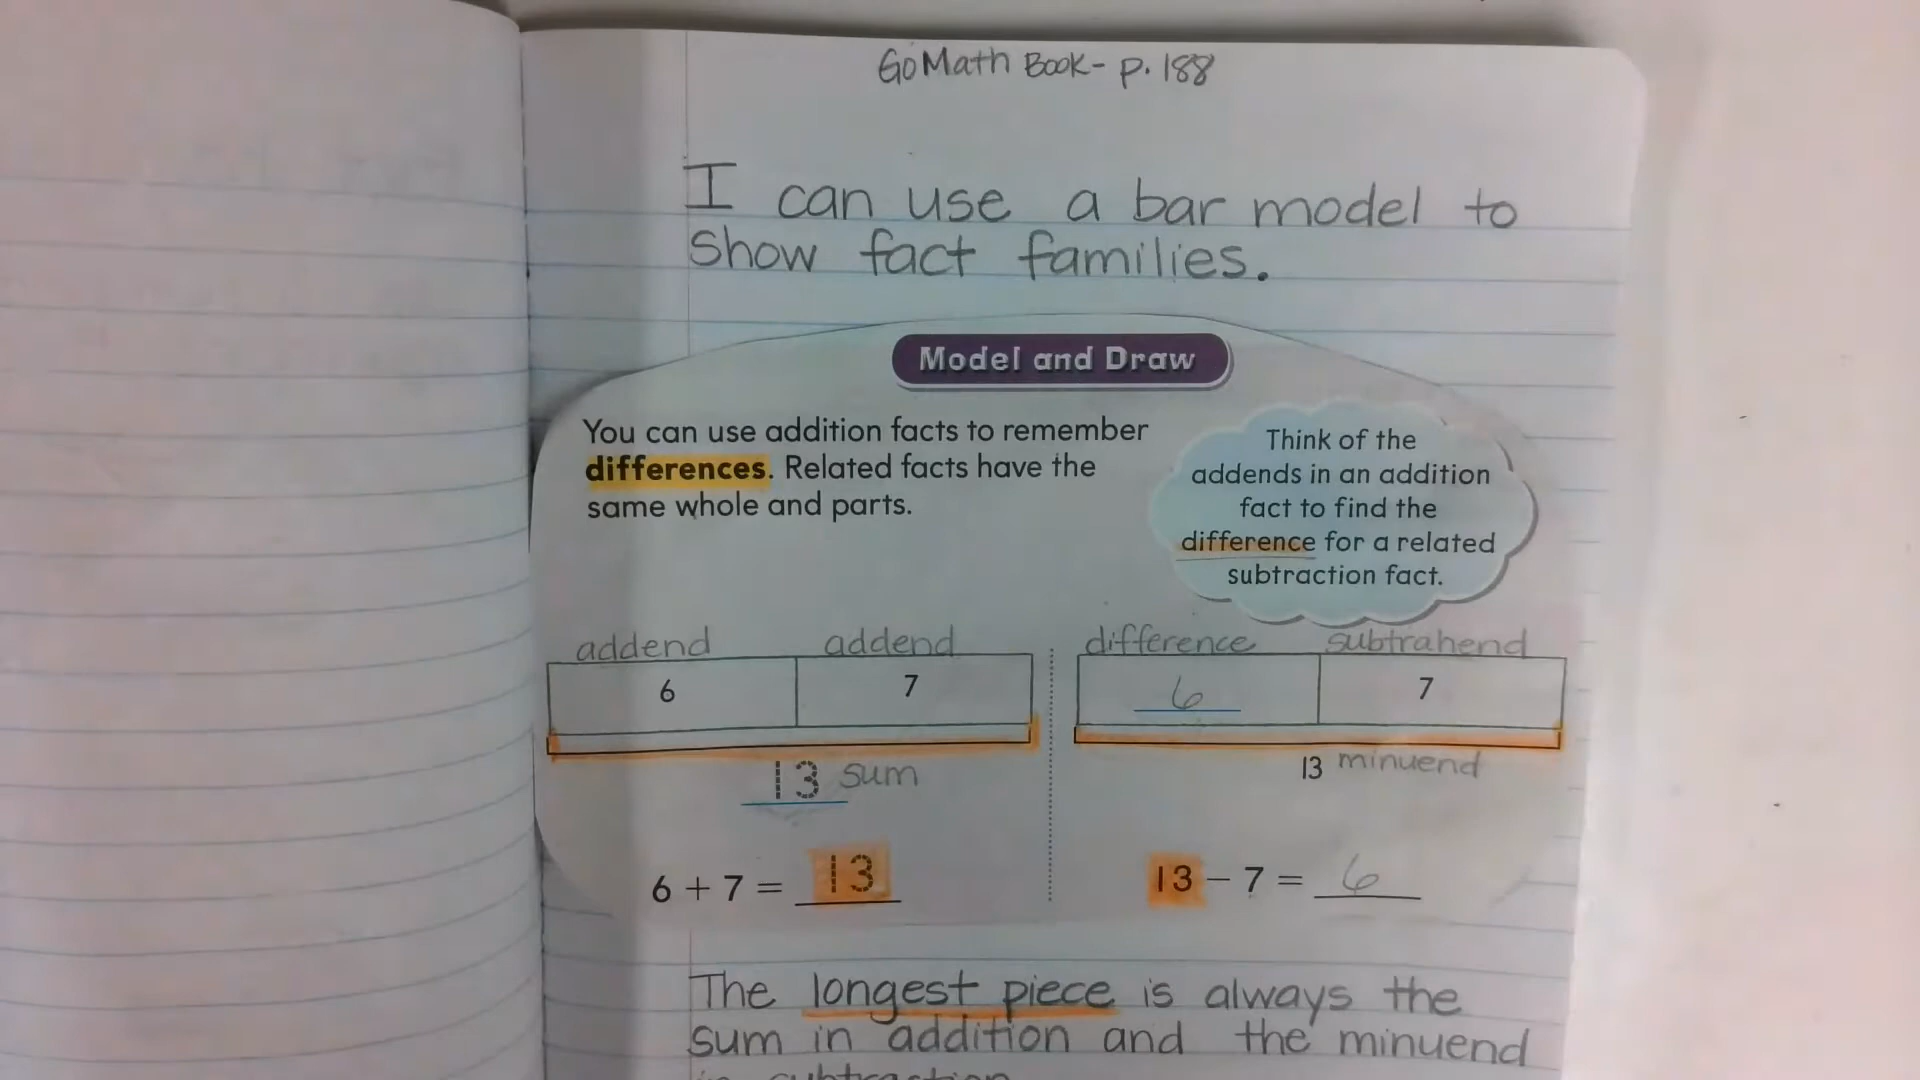 GoMath Book- p. 188
I can use a bar model to
show fact families.
Model and Draw
You can use addition facts to remember
differences. Related facts have the
same whole and parts.
Think of the
addends in an addition
fact to find the
difference for a related
subtraction fact.
addend addend
6 7
13 sum
6 + 7 = 13
difference subtrahend
6 7
13 minuend
13 - 7 = 6
The longest piece is always the
sum in addition and the minuend
in subtraction